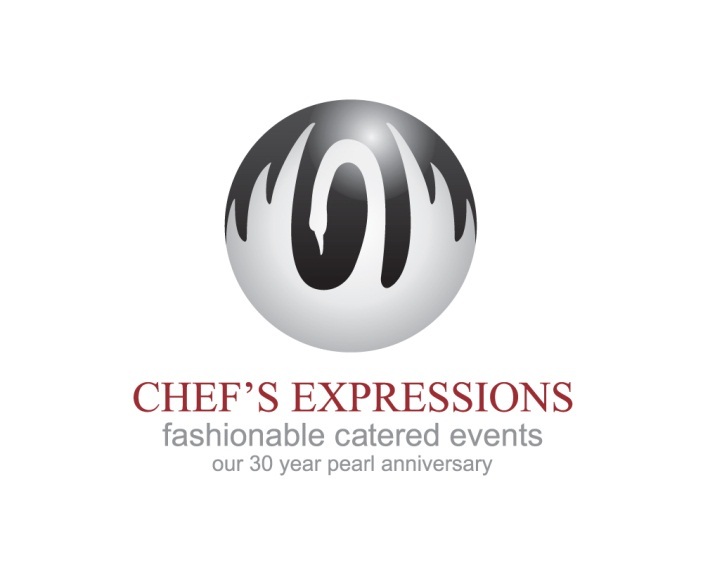 CHEF’S EXPRESSIONS
fashionable catered events
our 30 year pearl anniversary